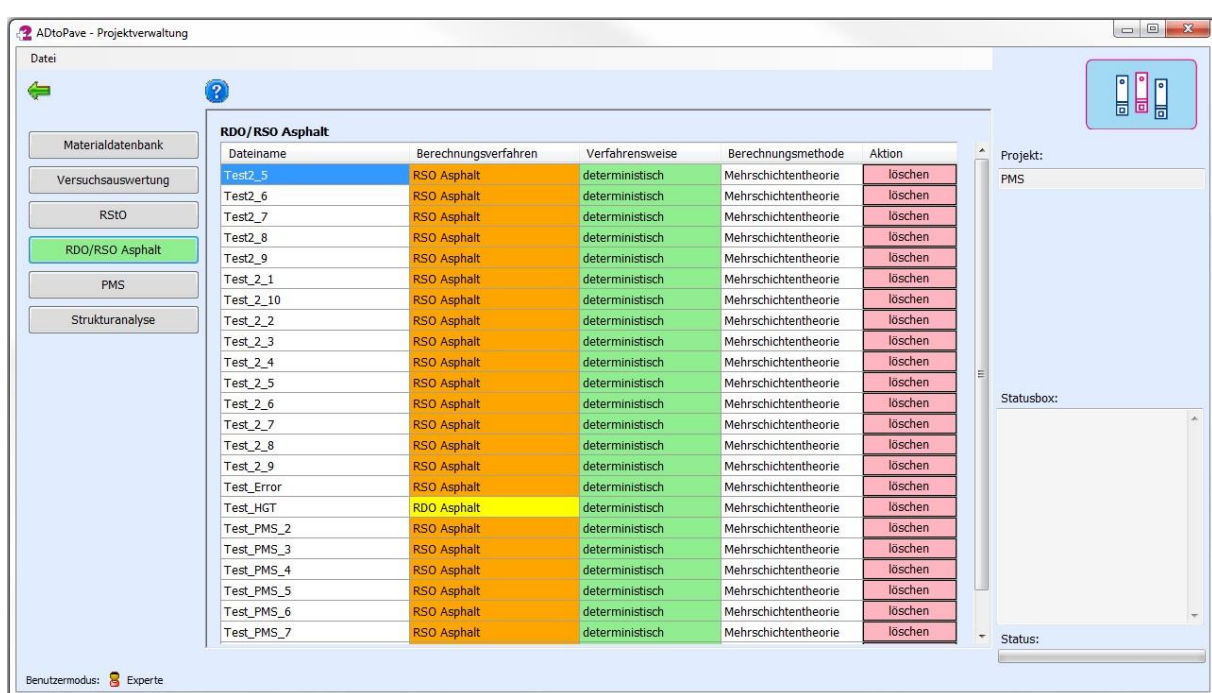 ADtoPave - Projektverwaltung
Datei
RDO/RSO Asphalt
Materialdatenbank
Versuchsauswertung
RStO
RDO/RSO Asphalt
PMS
Strukturanalyse
Dateiname Berechnungsverfahren Verfahrensweise Berechnungsmethode Aktion
Test2_5 RSO Asphalt deterministisch Mehrschichtentheorie löschen
Test2_6 RSO Asphalt deterministisch Mehrschichtentheorie löschen
Test2_7 RSO Asphalt deterministisch Mehrschichtentheorie löschen
Test2_8 RSO Asphalt deterministisch Mehrschichtentheorie löschen
Test2_9 RSO Asphalt deterministisch Mehrschichtentheorie löschen
Test_2_1 RSO Asphalt deterministisch Mehrschichtentheorie löschen
Test_2_10 RSO Asphalt deterministisch Mehrschichtentheorie löschen
Test_2_2 RSO Asphalt deterministisch Mehrschichtentheorie löschen
Test_2_3 RSO Asphalt deterministisch Mehrschichtentheorie löschen
Test_2_4 RSO Asphalt deterministisch Mehrschichtentheorie löschen
Test_2_5 RSO Asphalt deterministisch Mehrschichtentheorie löschen
Test_2_6 RSO Asphalt deterministisch Mehrschichtentheorie löschen
Test_2_7 RSO Asphalt deterministisch Mehrschichtentheorie löschen
Test_2_8 RSO Asphalt deterministisch Mehrschichtentheorie löschen
Test_2_9 RSO Asphalt deterministisch Mehrschichtentheorie löschen
Test_Error RSO Asphalt deterministisch Mehrschichtentheorie löschen
Test_HGT RDO Asphalt deterministisch Mehrschichtentheorie löschen
Test_PMS_2 RSO Asphalt deterministisch Mehrschichtentheorie löschen
Test_PMS_3 RSO Asphalt deterministisch Mehrschichtentheorie löschen
Test_PMS_4 RSO Asphalt deterministisch Mehrschichtentheorie löschen
Test_PMS_5 RSO Asphalt deterministisch Mehrschichtentheorie löschen
Test_PMS_6 RSO Asphalt deterministisch Mehrschichtentheorie löschen
Test_PMS_7 RSO Asphalt deterministisch Mehrschichtentheorie löschen
Projekt:
PMS
Statusbox:
Status:
Benutzermodus: Experte